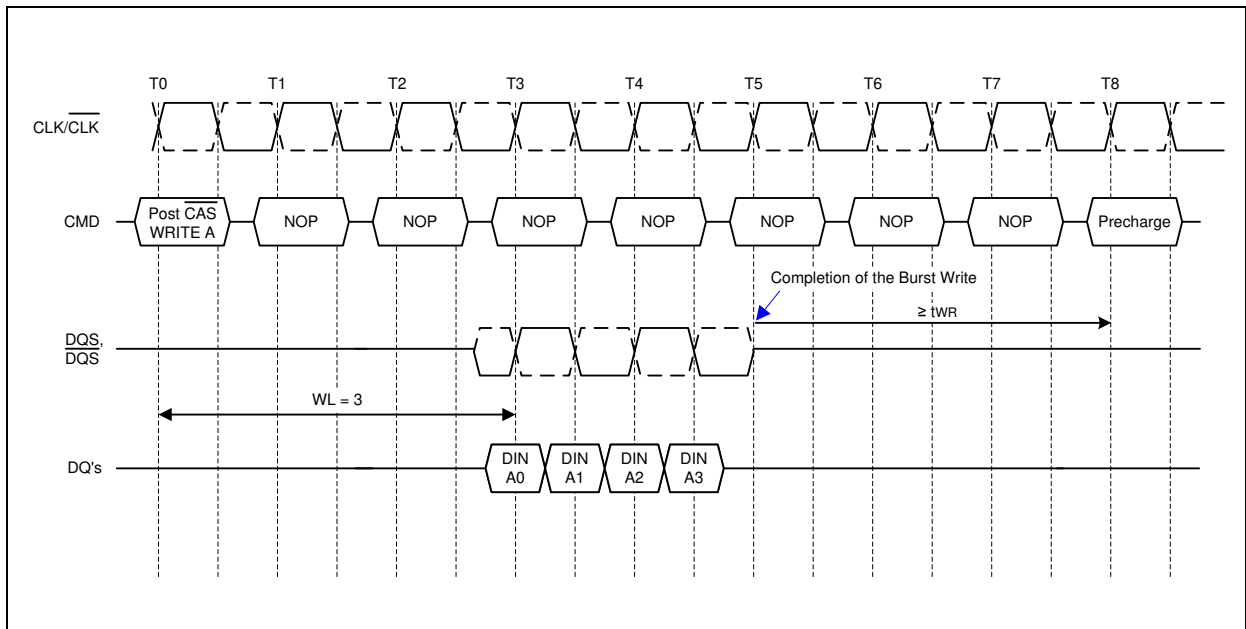 T0 T1 T2 T3 T4 T5 T6 T7 T8
CLK/CLK
CMD
Post CAS
WRITE A
NOP NOP NOP NOP NOP NOP NOP Precharge
Completion of the Burst Write
≥ tWR
DQS,
DQS
WL = 3
DQ's
DIN
A0
DIN
A1
DIN
A2
DIN
A3